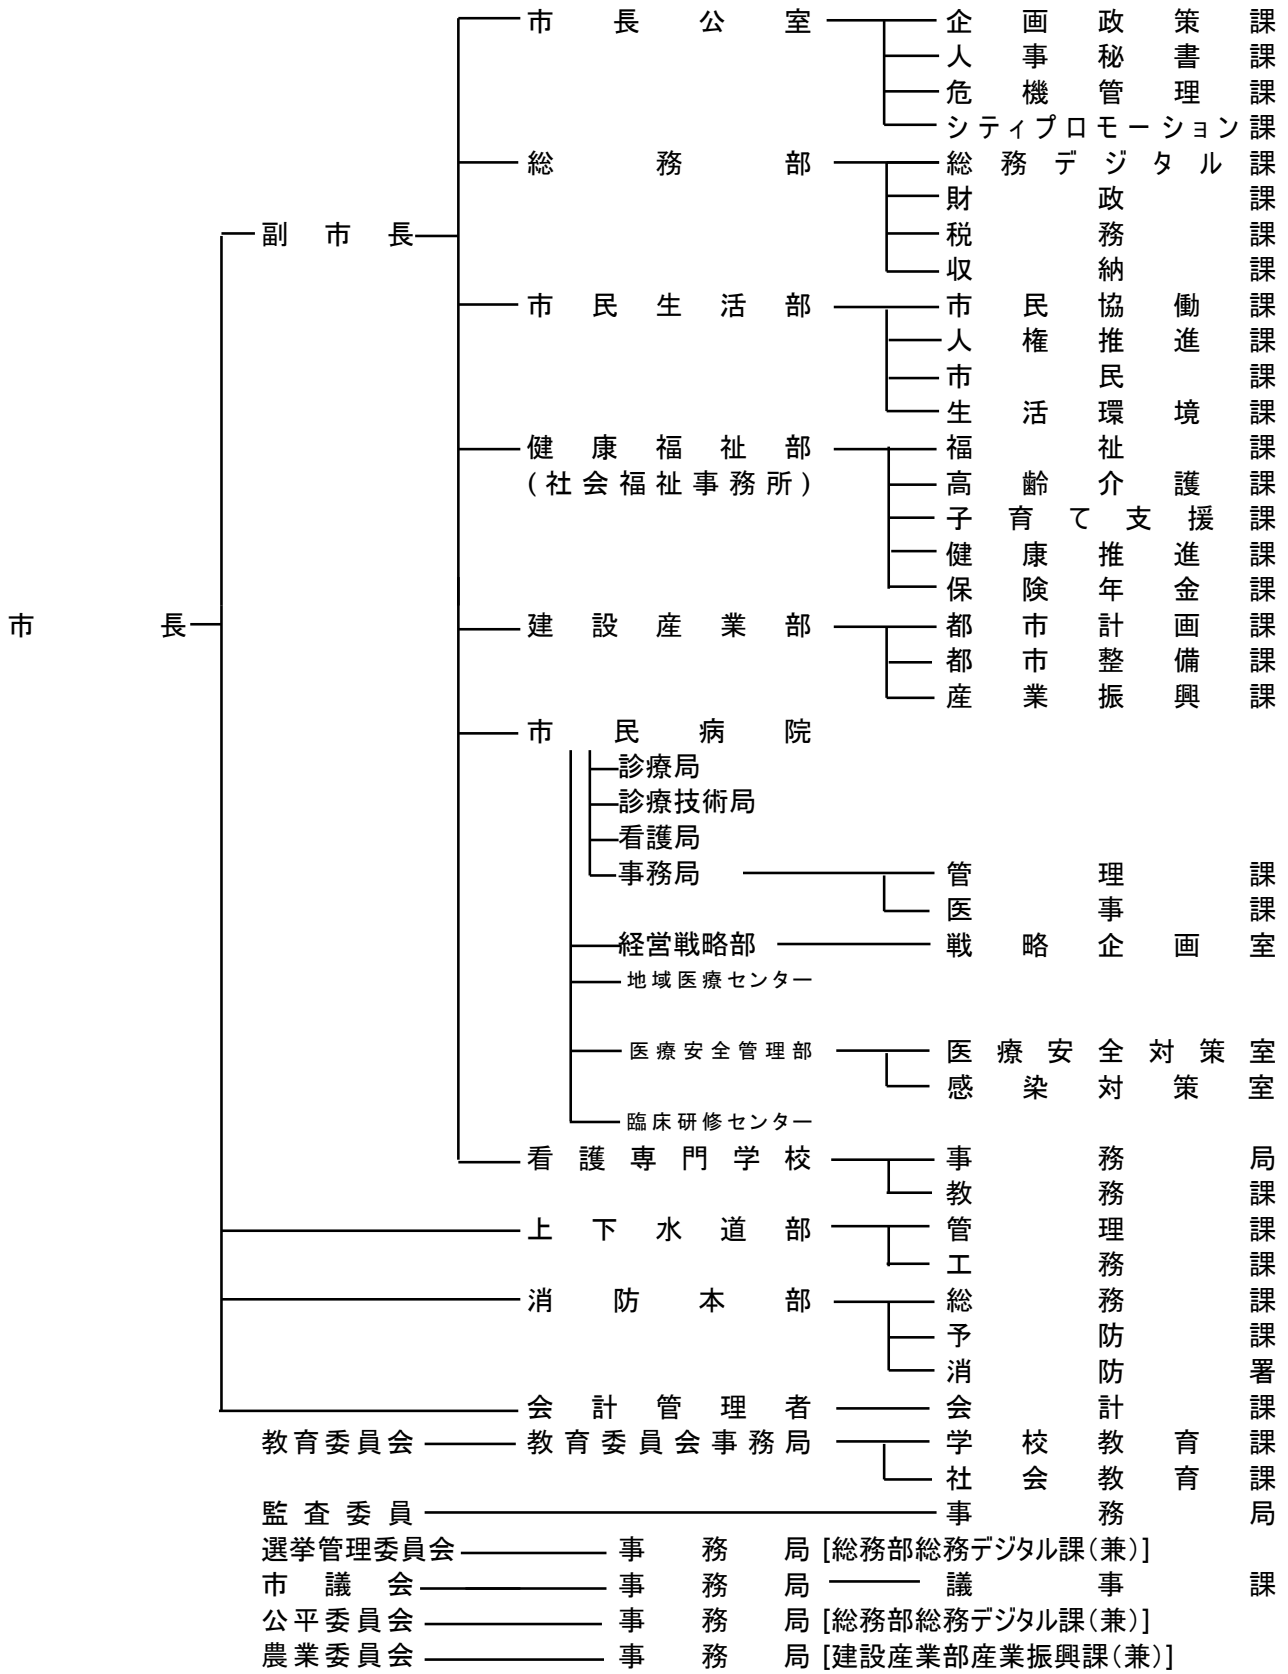 市長公室 企画政策課
人事秘書課
危機管理課
シティプロモーション課
総務部 総務デジタル課
財政課
副市長 税務課
収納課
市民生活部 市民協働課
人権推進課
市民課
生活環境課
健康福祉部 福祉課
(社会福祉事務所) 高齢介護課
子育て支援課
健康推進課
保険年金課
市長 建設産業部 都市計画課
都市整備課
産業振興課
市民病院
診療局
診療技術局
看護局
事務局 管理課
医事課
経営戦略部 戦略企画室
地域医療センター
医療安全管理部 医療安全対策室
感染対策室
臨床研修センター
看護専門学校 事務局
教務課
上下水道部 管理課
工務課
消防本部 総務課
予防課
消防署
会計管理者 会計課
教育委員会 教育委員会事務局 学校教育課
社会教育課
監査委員 事務局
選挙管理委員会 事務局 [総務部総務デジタル課(兼)]
市議会 事務局 議事課
公平委員会 事務局 [総務部総務デジタル課(兼)]
農業委員会 事務局 [建設産業部産業振興課(兼)]